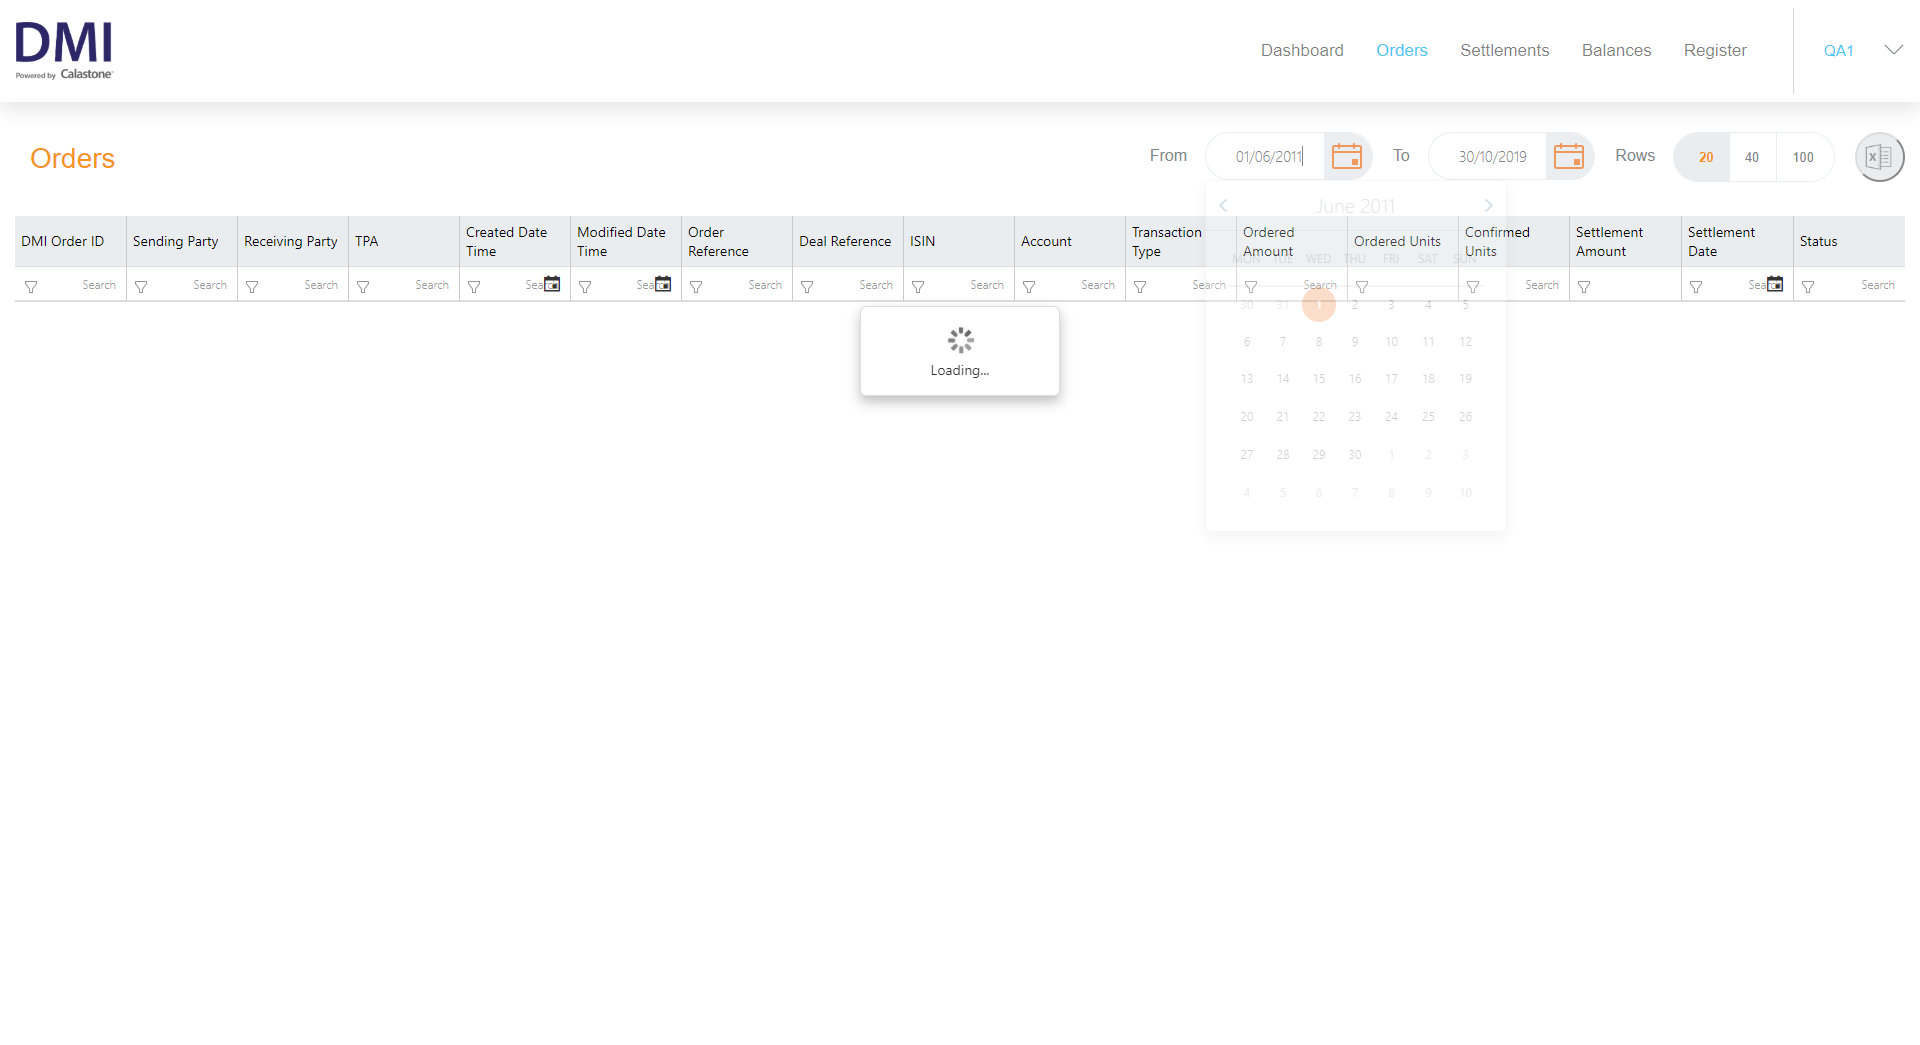 DMI
Powered by Calastone
Dashboard Orders Settlements Balances Register QA1
Orders
From 01/06/2011 To 30/10/2019 Rows 20 40 100
June 2011
DMI Order ID Sending Party Receiving Party TPA Created Date Time Modified Date Time Order Reference Deal Reference ISIN Account Transaction Type Ordered Amount Ordered Units Confirmed Units Settlement Amount Settlement Date Status
MON TUE WED THU FRI SAT SUN
Search Search Search Search Search Search Search Search Search Search Search Search Search Search Search
30 31 1 2 3 4 5
6 7 8 9 10 11 12
Loading...
13 14 15 16 17 18 19
20 21 22 23 24 25 26
27 28 29 30 1 2 3
4 5 6 7 8 9 10